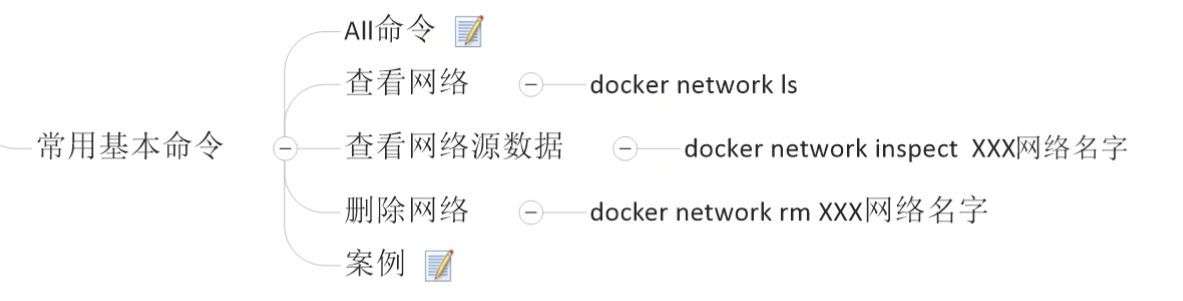 All命令
查看网络 docker network ls
常用基本命令 查看网络源数据 docker network inspect XXX网络名字
删除网络 docker network rm XXX网络名字
案例